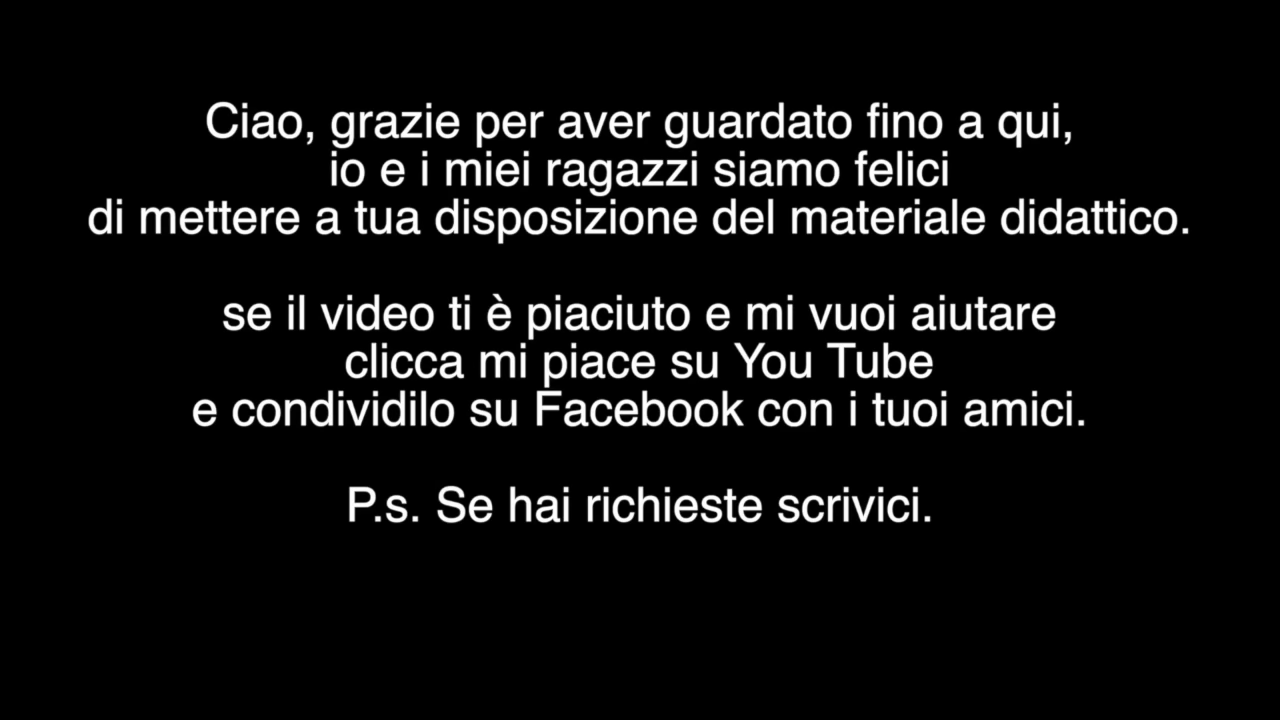 Ciao, grazie per aver guardato fino a qui,
io e i miei ragazzi siamo felici
di mettere a tua disposizione del materiale didattico.
se il video ti è piaciuto e mi vuoi aiutare
clicca mi piace su You Tube
e condividilo su Facebook con i tuoi amici.
P.s. Se hai richieste scrivici.